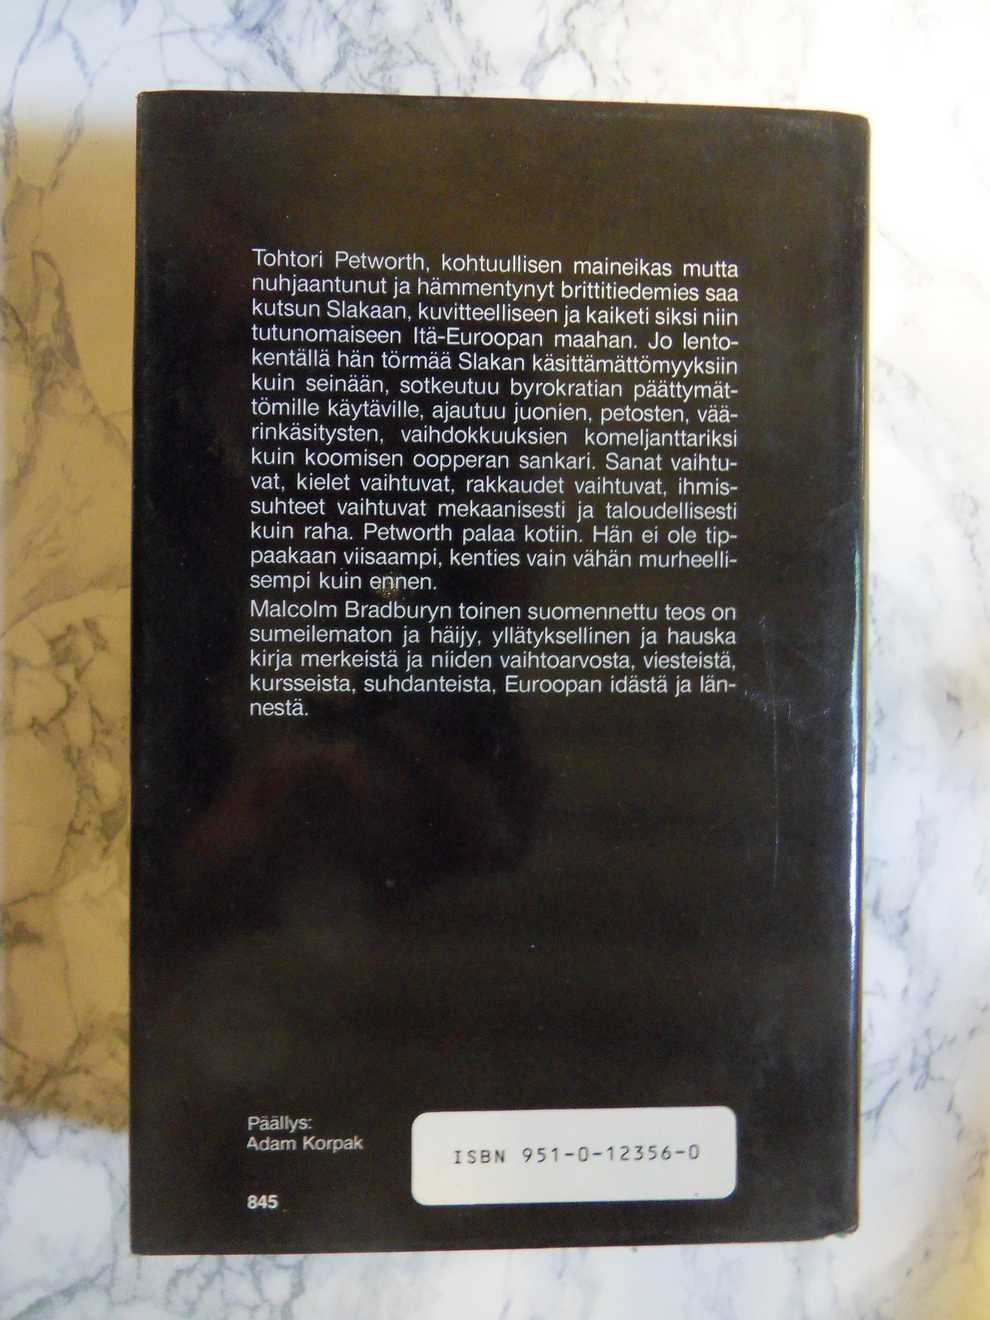 Tohtori Petworth, kohtuullisen maineikas mutta
nuhjaantunut ja hämmentynyt brittitiedemies saa
kutsun Slakaan, kuvitteelliseen ja kaiketi siksi niin
tutunomaiseen Itä-Euroopan maahan. Jo lento-
kentällä hän törmää Slakan käsittämättömyyksiin
kuin seinään, sotkeutuu byrokratian päättymät-
tömille käytäville, ajautuu juonien, petosten, vää-
rinkäsitysten, vaihdokkuuksien komeljanttariksi
kuin koomisen oopperan sankari. Sanat vaihtu-
vat, kielet vaihtuvat, rakkaudet vaihtuvat, ihmis-
suhteet vaihtuvat mekaanisesti ja taloudellisesti
kuin raha. Petworth palaa kotiin. Hän ei ole tip-
paakaan viisaampi, kenties vain vähän murheelli-
sempi kuin ennen.
Malcolm Bradburyn toinen suomennettu teos on
sumeilematon ja häijy, yllätyksellinen ja hauska
kirja merkeistä ja niiden vaihtoarvosta, viesteistä,
kursseista, suhdanteista, Euroopan idästä ja län-
nestä.
Päällys:
Adam Korpak
ISBN 951-0-12356-0
845